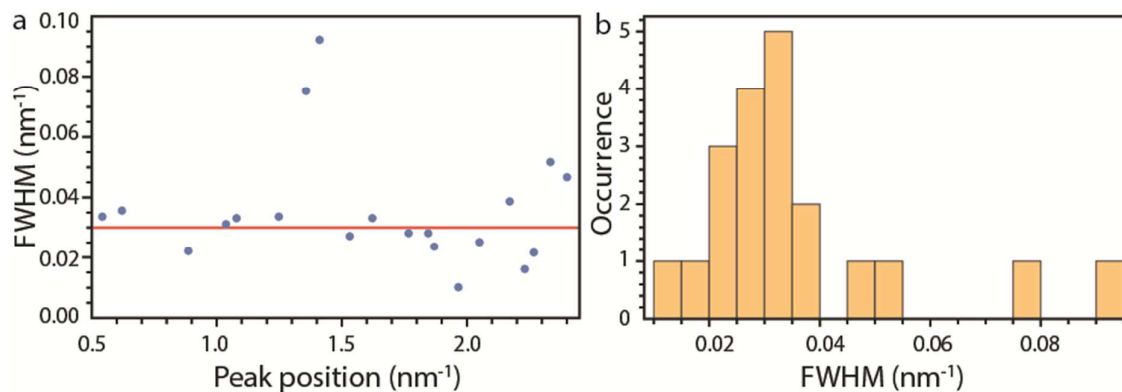 a
0.10
0.08
0.06
0.04
0.02
0.00
FWHM (nm⁻¹)
0.5 1.0 1.5 2.0
Peak position (nm⁻¹)
b
5
4
3
2
1
0
Occurrence
0.02 0.04 0.06 0.08
FWHM (nm⁻¹)